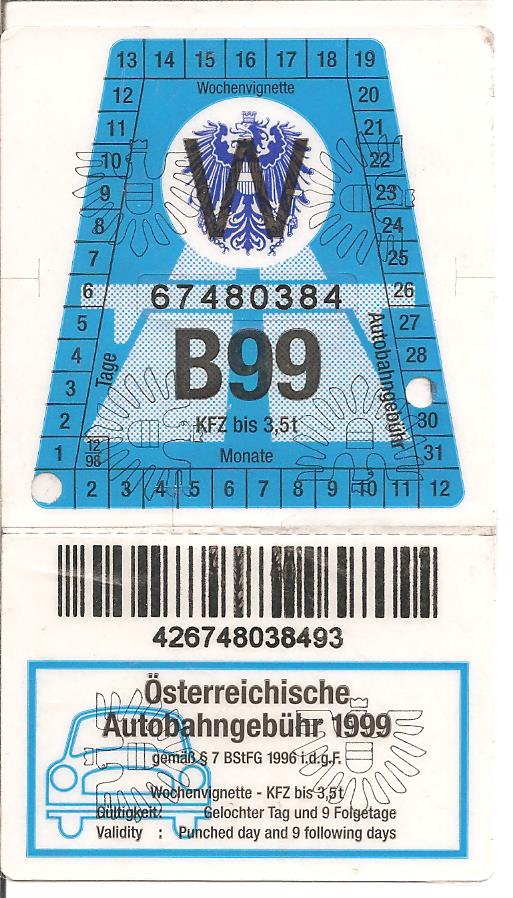 13 14 15 16 17 18 19
12 Wochenvignette 20
11 21
10 22
9 W 23
8 24
7 25
6 67480384 26
5 27
4 B99 28
3 Tage Autobahngebühr
2 KFZ bis 3,5t 30
1 12 98 Monate 31
2 3 4 5 6 7 8 9 10 11 12
426748038493
Österreichische
Autobahngebühr 1999
gemäß § 7 BStFG 1996 i.d.g.F.
Wochenvignette - KFZ bis 3,5t
Gültigkeit: Gelochter Tag und 9 Folgetage
Validity : Punched day and 9 following days